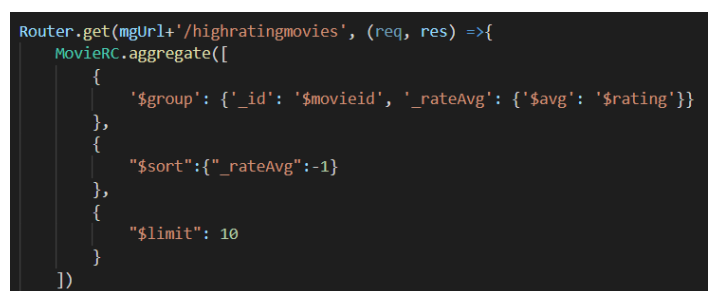 Router.get(mgUrl+'/highratingmovies', (req, res) =>{
MovieRC.aggregate([
{
'$group': {'_id': '$movieid', '_rateAvg': {'$avg': '$rating'}}
},
{
"$sort":{"_rateAvg":-1}
},
{
"$limit": 10
}
])